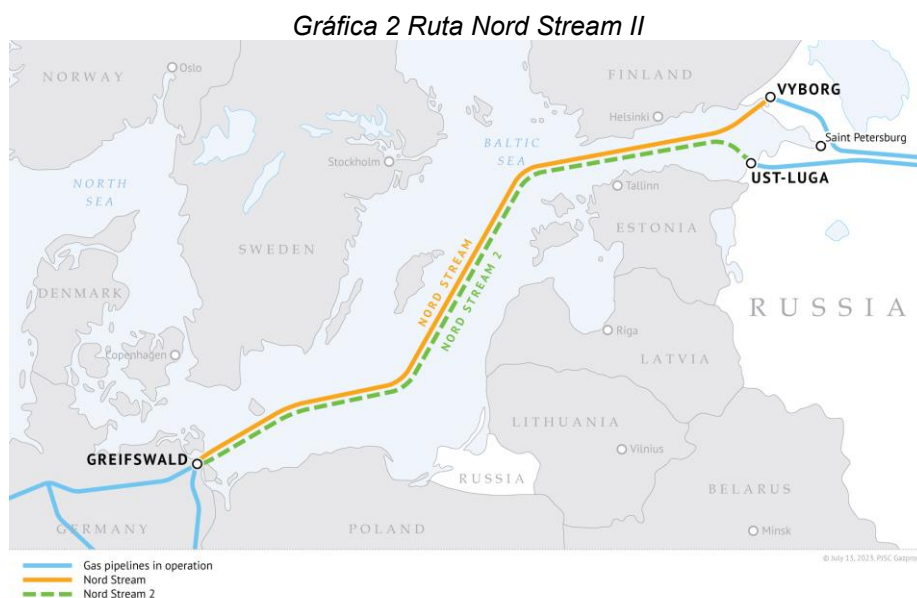 Gráfica 2 Ruta Nord Stream II
NORWAY
Oslo
FINLAND
VYBORG
Helsinki
Saint Petersburg
BALTIC
SEA
Stockholm
UST-LUGA
NORTH
SEA
Tallinn
ESTONIA
SWEDEN
NORD STREAM
NORD STREAM 2
DENMARK
RUSSIA
Riga
Copenhagen
LATVIA
LITHUANIA
Vilnius
GREIFSWALD
RUSSIA
BELARUS
GERMANY
POLAND
Minsk
© July 13, 2023, PJSC Gazpro
Gas pipelines in operation
Nord Stream
Nord Stream 2